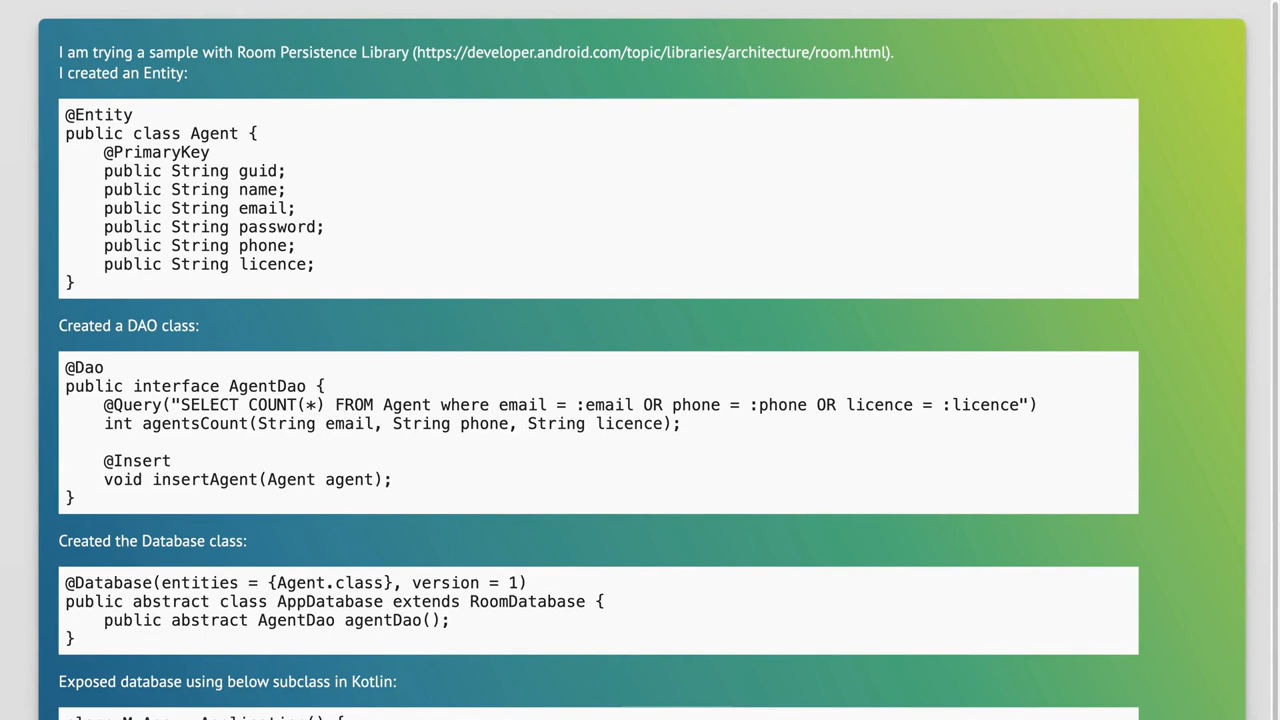 I am trying a sample with Room Persistence Library (https://developer.android.com/topic/libraries/architecture/room.html).
I created an Entity:
@Entity
public class Agent {
    @PrimaryKey
    public String guid;
    public String name;
    public String email;
    public String password;
    public String phone;
    public String licence;
}
Created a DAO class:
@Dao
public interface AgentDao {
    @Query("SELECT COUNT(*) FROM Agent where email = :email OR phone = :phone OR licence = :licence")
    int agentsCount(String email, String phone, String licence);
    @Insert
    void insertAgent(Agent agent);
}
Created the Database class:
@Database(entities = {Agent.class}, version = 1)
public abstract class AppDatabase extends RoomDatabase {
    public abstract AgentDao agentDao();
}
Exposed database using below subclass in Kotlin: